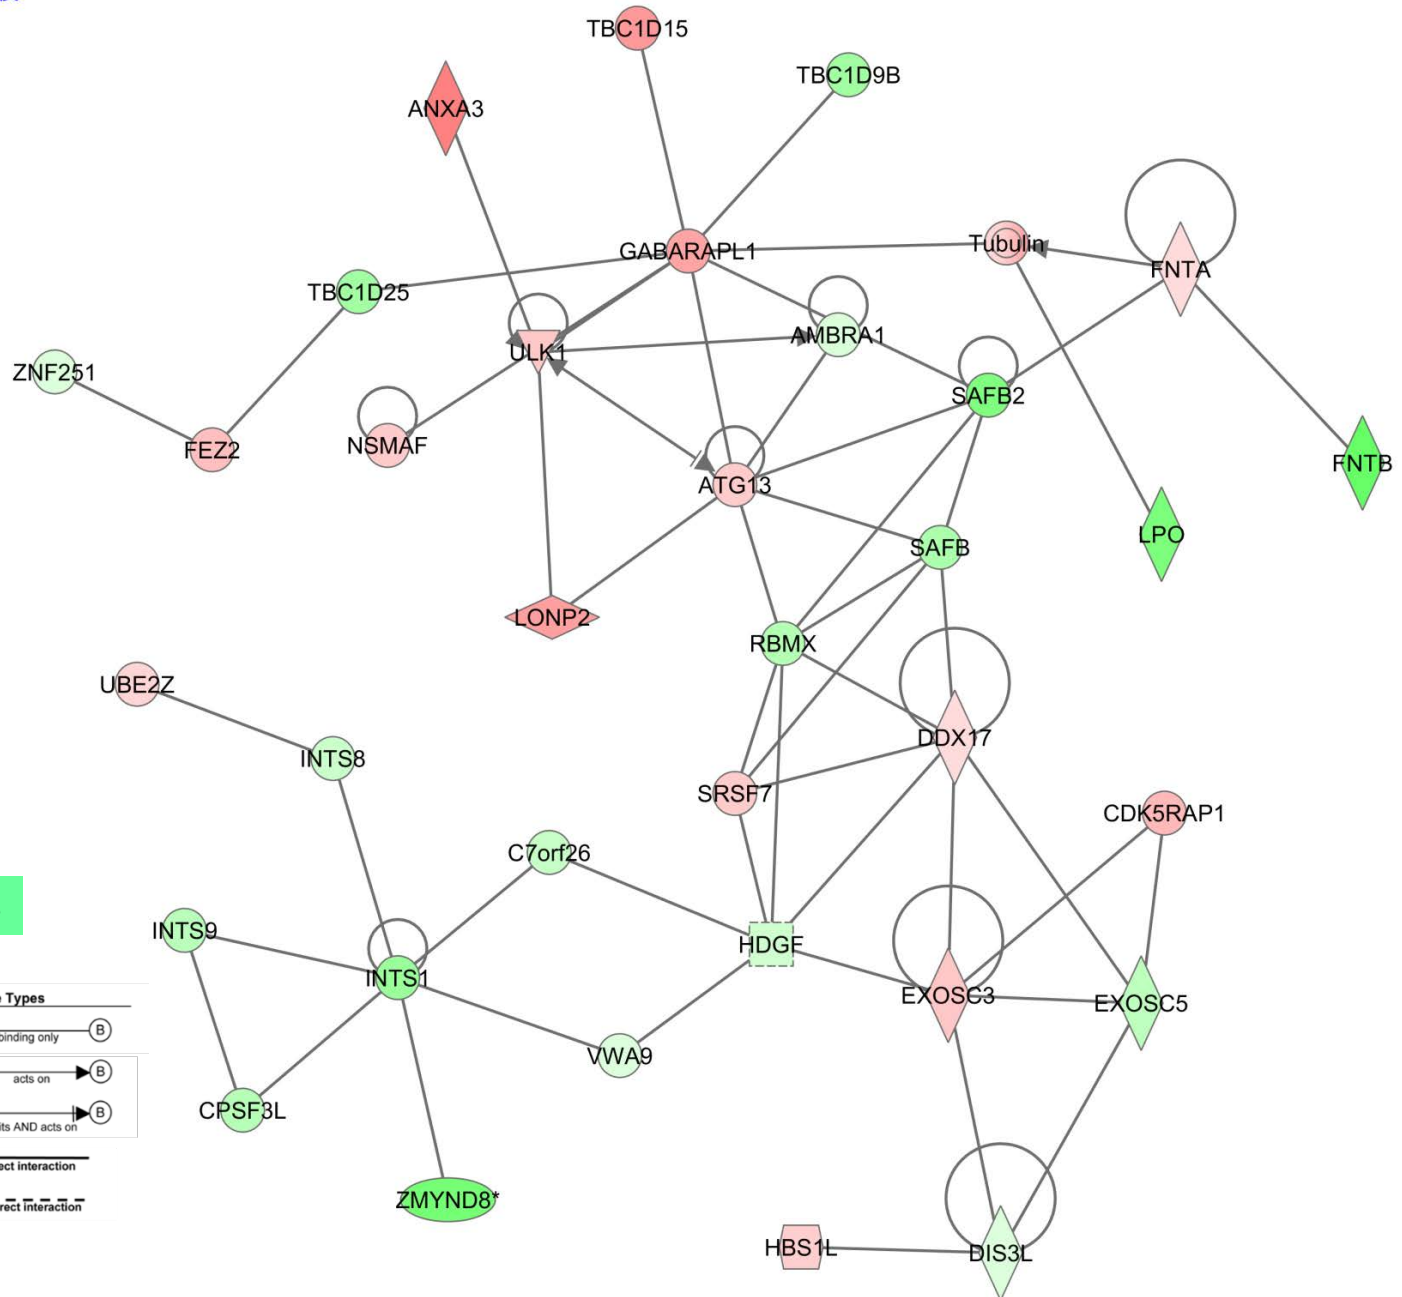 TBC1D15
TBC1D9B
ANXA3
GABARAPL1
Tubulin
FNTA
TBC1D25
AMBRA1
ULK1
ZNF251
SAFB2
FEZ2
NSMAF
FNTB
ATG13
LPO
SAFB
LONP2
RBMX
UBE2Z
DDX17
INTS8
SRSF7
CDK5RAP1
C7orf26
INTS9
HDGF
INTS1
EXOSC3
EXOSC5
Types
binding only B
VWA9
acts on B
CPSF3L
AND acts on B
interaction
ZMYND8*
interaction
HBS1L
DIS3L